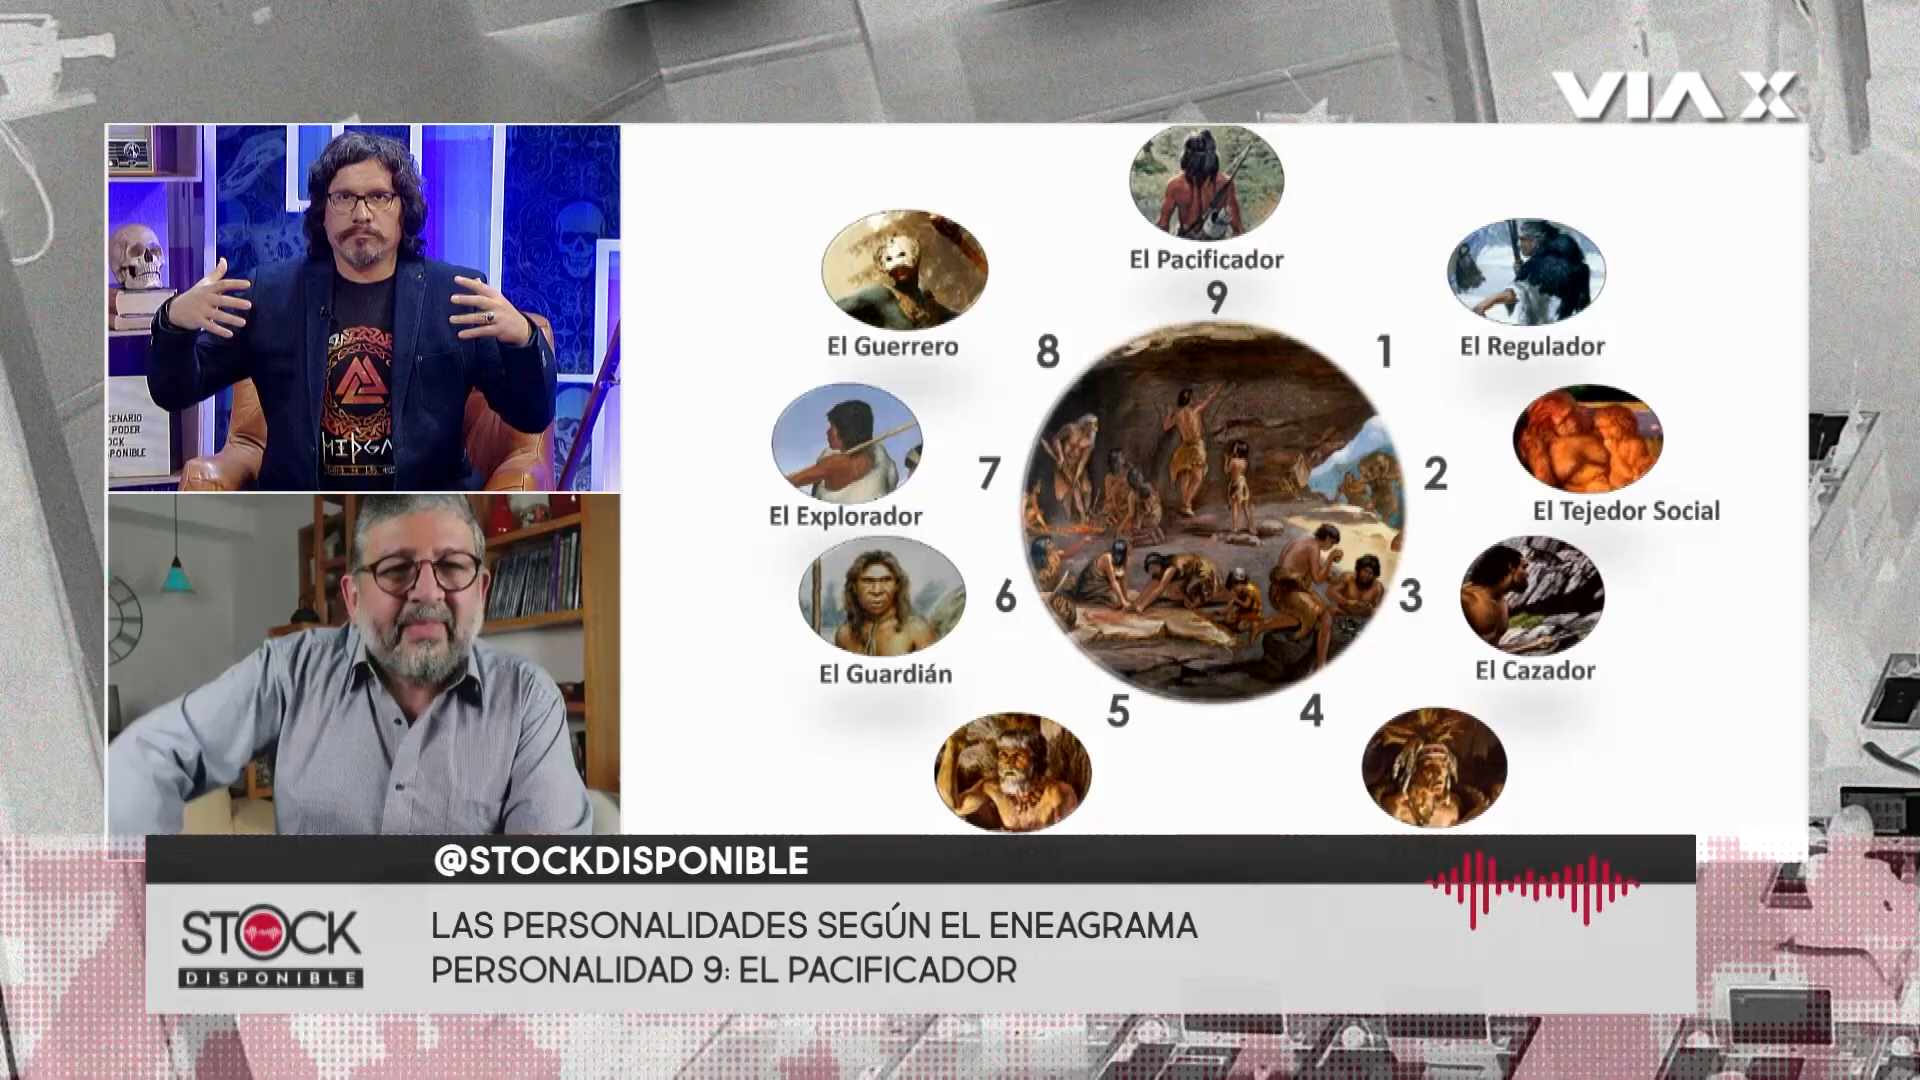 VIA X
El Pacificador
9
El Guerrero
8
1
El Regulador
El Explorador
7
2
El Tejedor Social
El Guardián
6
3
El Cazador
5
4
PODER
@STOCKDISPONIBLE
STOCK
DISPONIBLE
LAS PERSONALIDADES SEGÚN EL ENEAGRAMA
PERSONALIDAD 9: EL PACIFICADOR